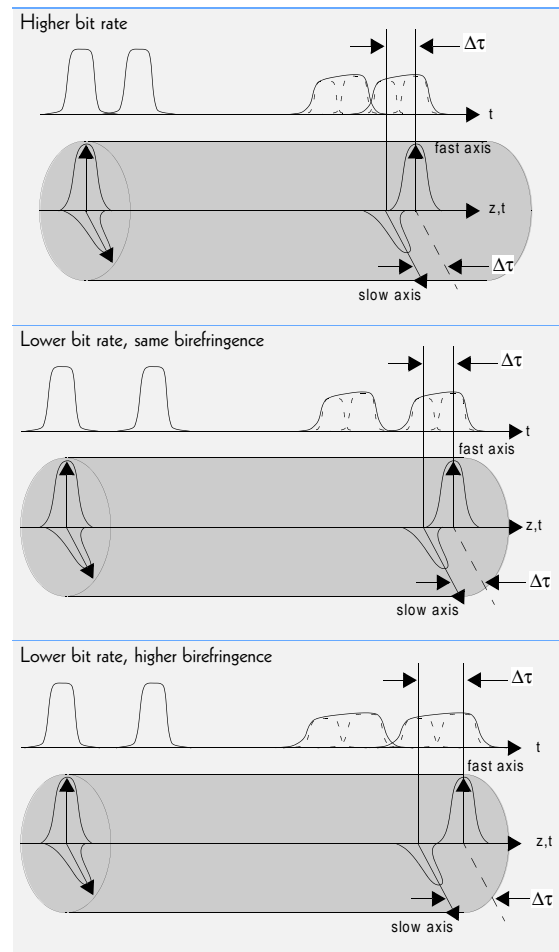 Higher bit rate
Δτ
t
fast axis
z,t
Δτ
slow axis
Lower bit rate, same birefringence
Δτ
t
fast axis
z,t
Δτ
slow axis
Lower bit rate, higher birefringence
Δτ
t
fast axis
z,t
Δτ
slow axis